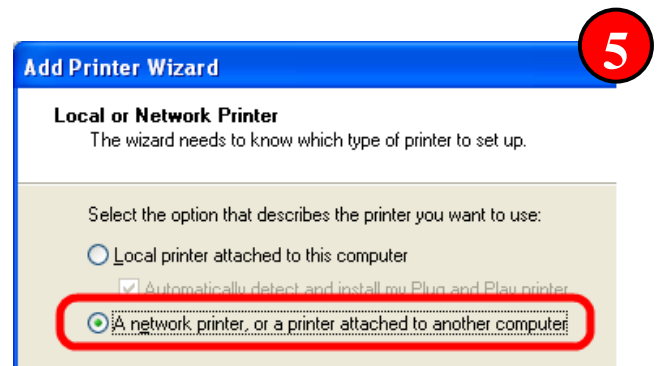 5
Add Printer Wizard
Local or Network Printer
The wizard needs to know which type of printer to set up.
Select the option that describes the printer you want to use:
Local printer attached to this computer
Automatically detect and install my Plug and Play printer
A network printer, or a printer attached to another computer